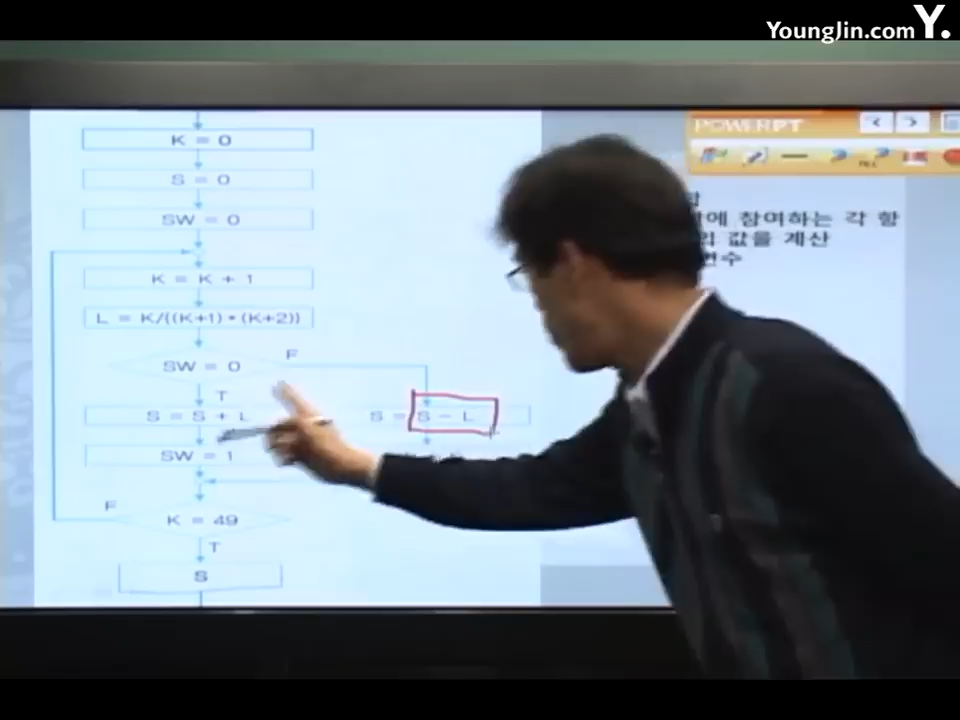 YoungJin.com Y.
POWERPT
K = 0
S = 0
SW = 0
에 참여하는 각 항
값을 계산
변수
K = K + 1
L = K/((K+1)*(K+2))
SW = 0
F
T
S = S + L
S = S - L
SW = 1
F
K = 49
T
S